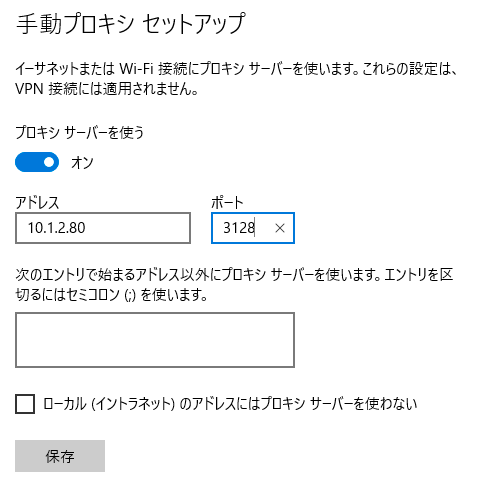 手動プロキシ セットアップ
イーサネットまたは Wi-Fi 接続にプロキシ サーバーを使います。これらの設定は、
VPN 接続には適用されません。
プロキシ サーバーを使う
オン
アドレス ポート
10.1.2.80 3128
次のエントリで始まるアドレス以外にプロキシ サーバーを使います。エントリを区
切るにはセミコロン (;) を使います。
ローカル (イントラネット) のアドレスにはプロキシ サーバーを使わない
保存